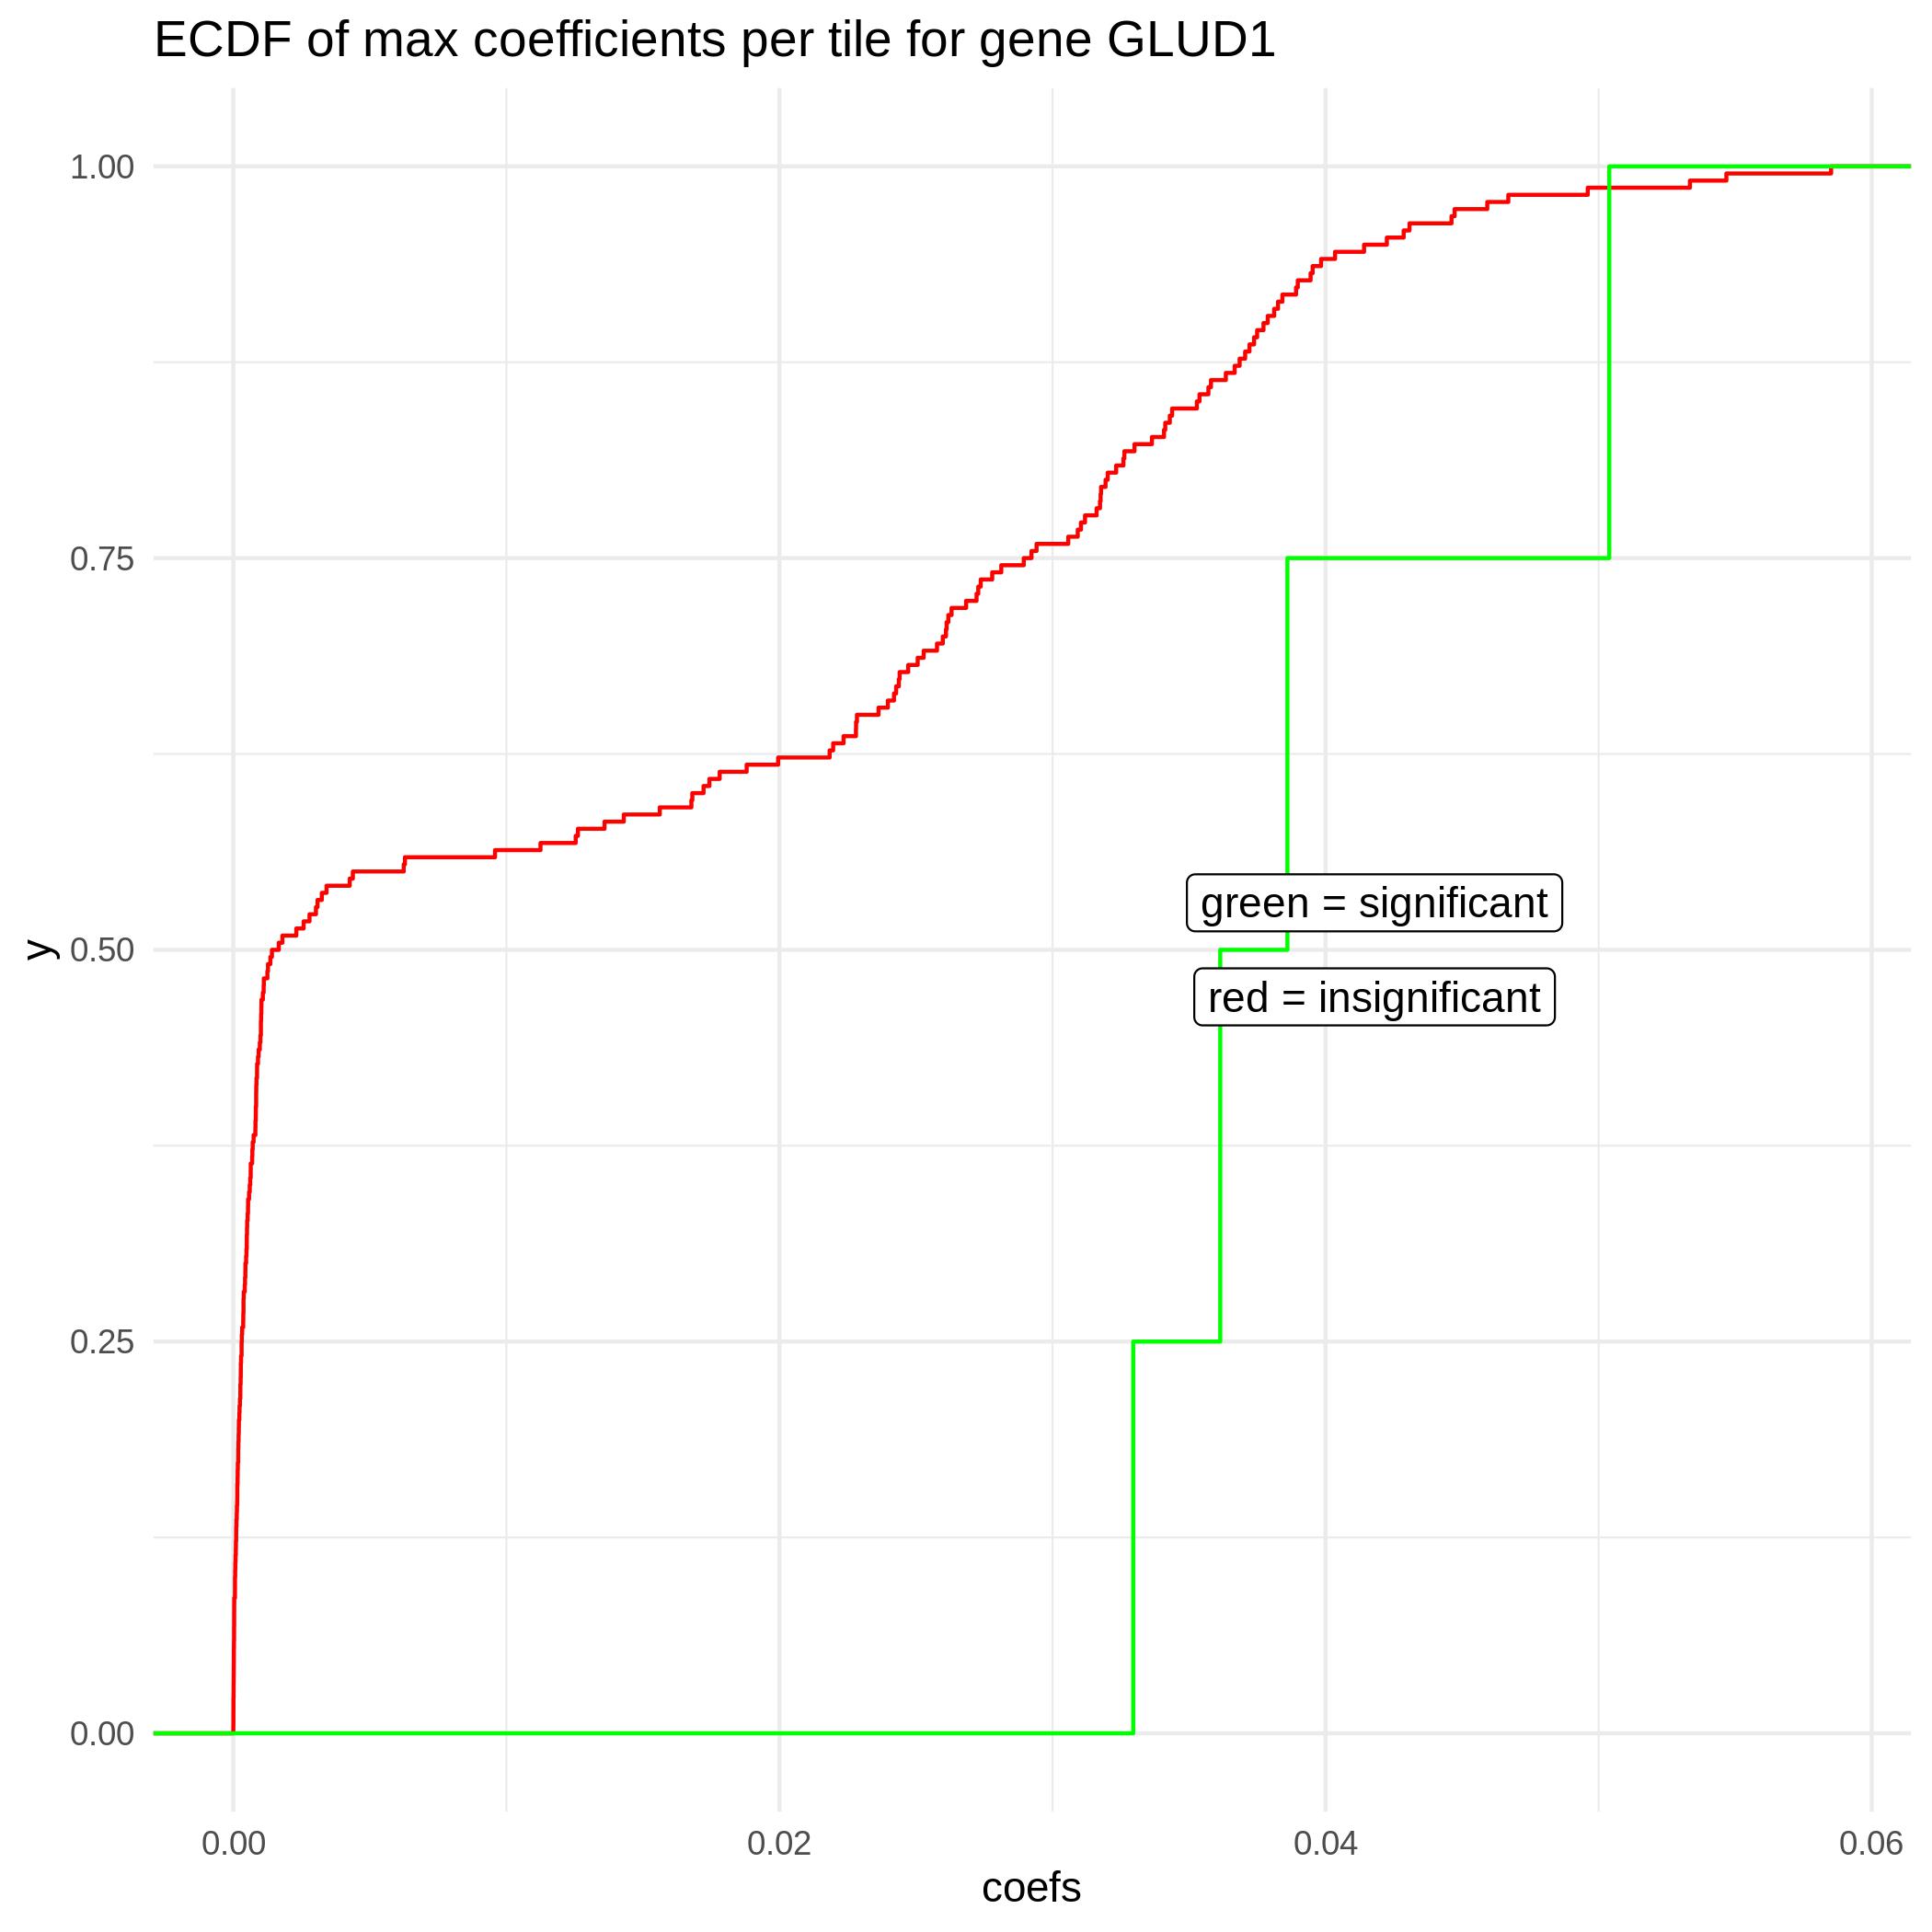 ECDF of max coefficients per tile for gene GLUD1
1.00
0.75
0.50
0.25
0.00
y
green = significant
red = insignificant
0.00 0.02 0.04 0.06
coefs